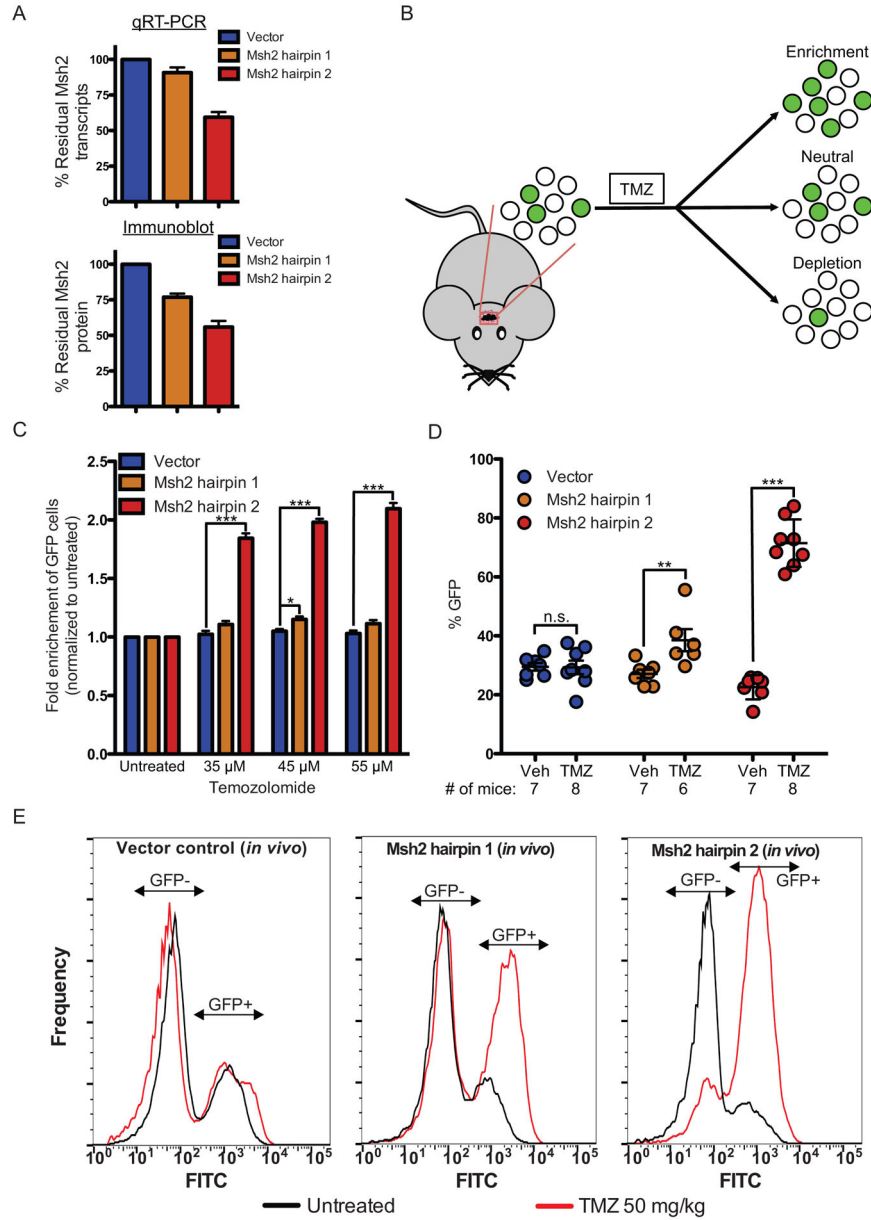 A
qRT-PCR
% Residual Msh2
transcripts
100
75
50
25
0
Vector
Msh2 hairpin 1
Msh2 hairpin 2
Immunoblot
% Residual Msh2
protein
100
75
50
25
0
Vector
Msh2 hairpin 1
Msh2 hairpin 2
B
TMZ
Enrichment
Neutral
Depletion
C
Fold enrichement of GFP cells
(normalized to untreated)
2.5
2.0
1.5
1.0
0.5
0.0
Vector
Msh2 hairpin 1
Msh2 hairpin 2
***
***
*
***
Untreated
35 µM
45 µM
55 µM
Temozolomide
D
% GFP
100
80
60
40
20
0
Vector
Msh2 hairpin 1
Msh2 hairpin 2
n.s.
**
***
Veh TMZ Veh TMZ Veh TMZ
# of mice: 7 8 7 6 7 8
E
Frequency
Vector control (in vivo)
GFP-
GFP+
10⁰ 10¹ 10² 10³ 10⁴ 10⁵
FITC
Msh2 hairpin 1 (in vivo)
GFP-
GFP+
10⁰ 10¹ 10² 10³ 10⁴ 10⁵
FITC
Msh2 hairpin 2 (in vivo)
GFP-
GFP+
10⁰ 10¹ 10² 10³ 10⁴ 10⁵
FITC
Untreated
TMZ 50 mg/kg